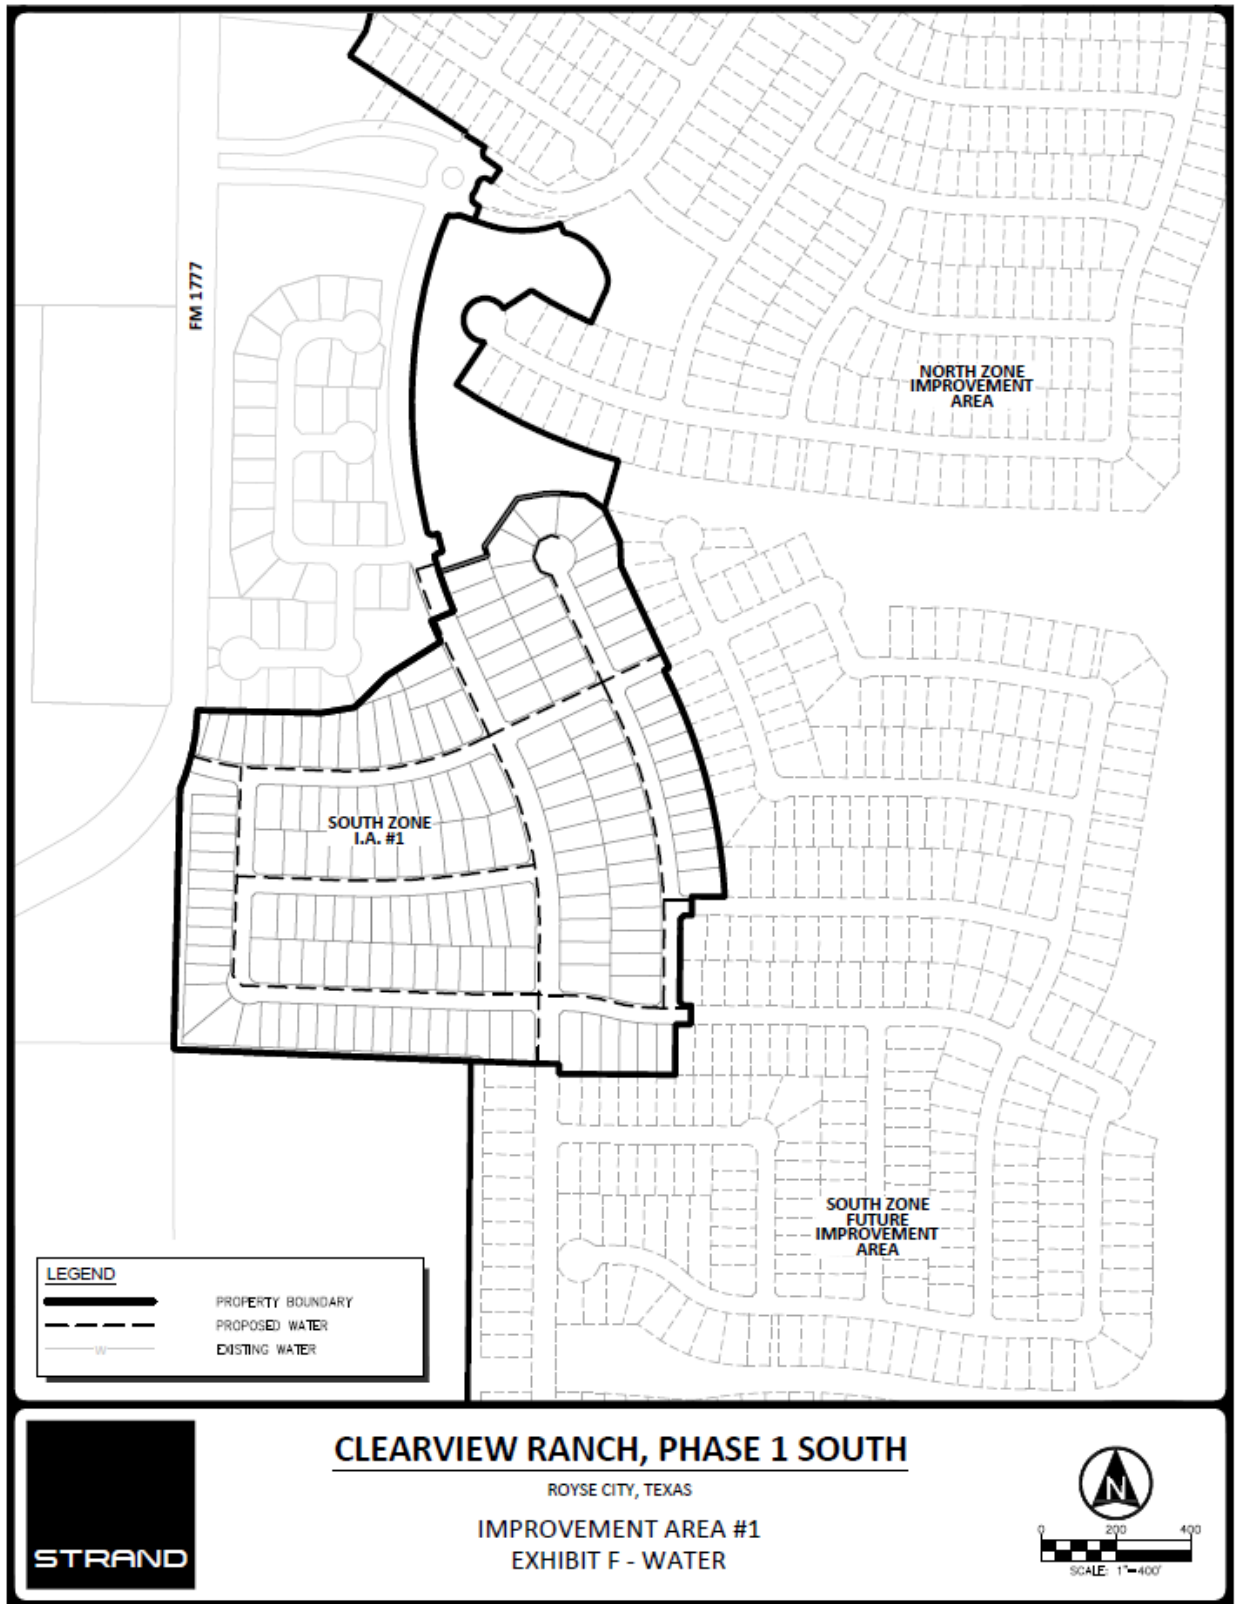 FM 1777
NORTH ZONE
IMPROVEMENT
AREA
SOUTH ZONE
I.A. #1
SOUTH ZONE
FUTURE
IMPROVEMENT
AREA
LEGEND
PROPERTY BOUNDARY
PROPOSED WATER
W
EXISTING WATER
STRAND
CLEARVIEW RANCH, PHASE 1 SOUTH
ROYSE CITY, TEXAS
IMPROVEMENT AREA #1
EXHIBIT F - WATER
N
0 200 400
SCALE: 1"=400'